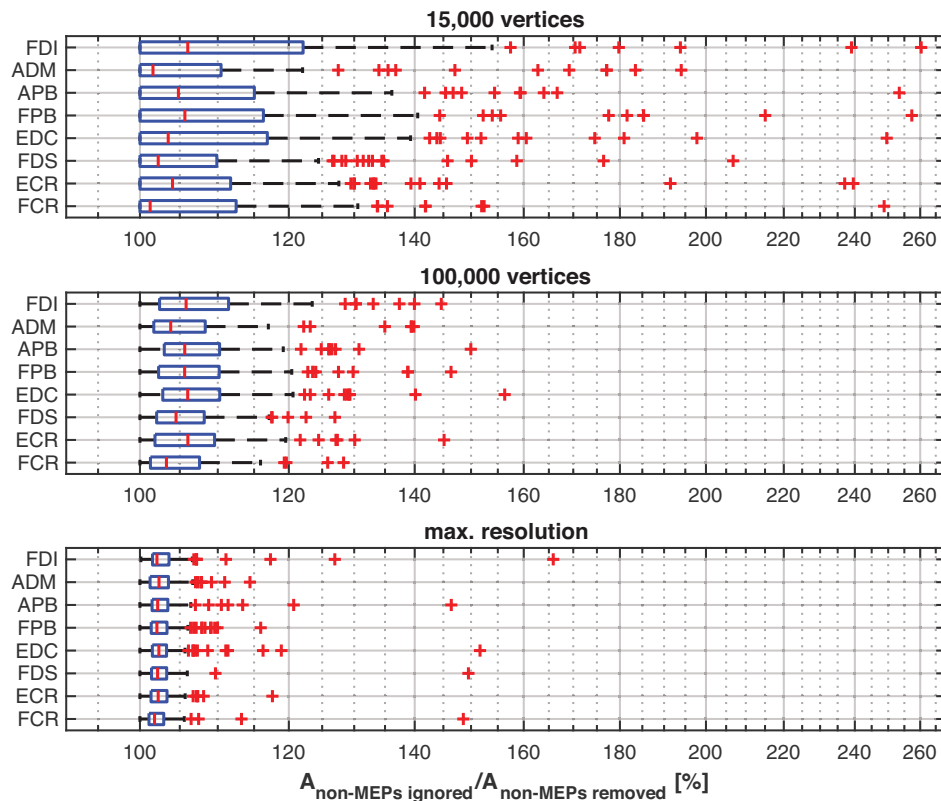 15,000 vertices
FDI
ADM
APB
FPB
EDC
FDS
ECR
FCR
100 120 140 160 180 200 220 240 260
100,000 vertices
FDI
ADM
APB
FPB
EDC
FDS
ECR
FCR
100 120 140 160 180 200 220 240 260
max. resolution
FDI
ADM
APB
FPB
EDC
FDS
ECR
FCR
100 120 140 160 180 200 220 240 260
A non-MEPs ignored/A non-MEPs removed [%]